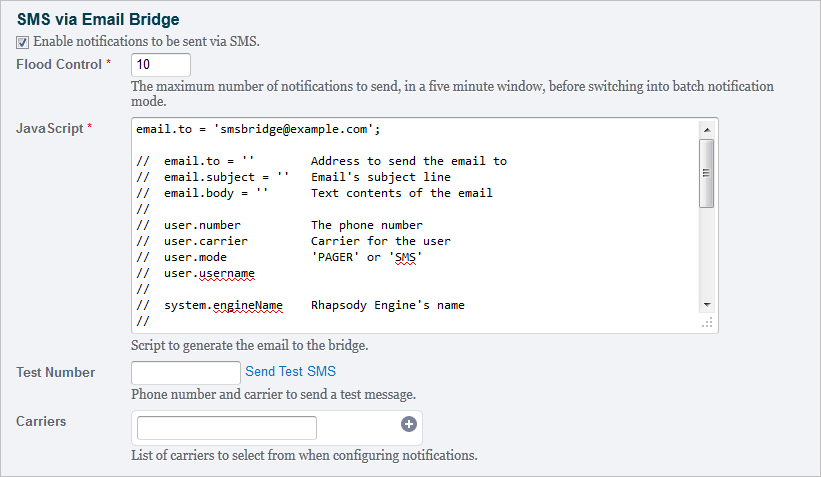 SMS via Email Bridge
Enable notifications to be sent via SMS.
Flood Control * 10
The maximum number of notifications to send, in a five minute window, before switching into batch notification
mode.
JavaScript * email.to = 'smsbridge@example.com';
//  email.to = ''        Address to send the email to
//  email.subject = ''   Email's subject line
//  email.body = ''      Text contents of the email
//
//  user.number          The phone number
//  user.carrier         Carrier for the user
//  user.mode            'PAGER' or 'SMS'
//  user.username
//
//  system.engineName    Rhapsody Engine's name
//
Script to generate the email to the bridge.
Test Number Send Test SMS
Phone number and carrier to send a test message.
Carriers
List of carriers to select from when configuring notifications.